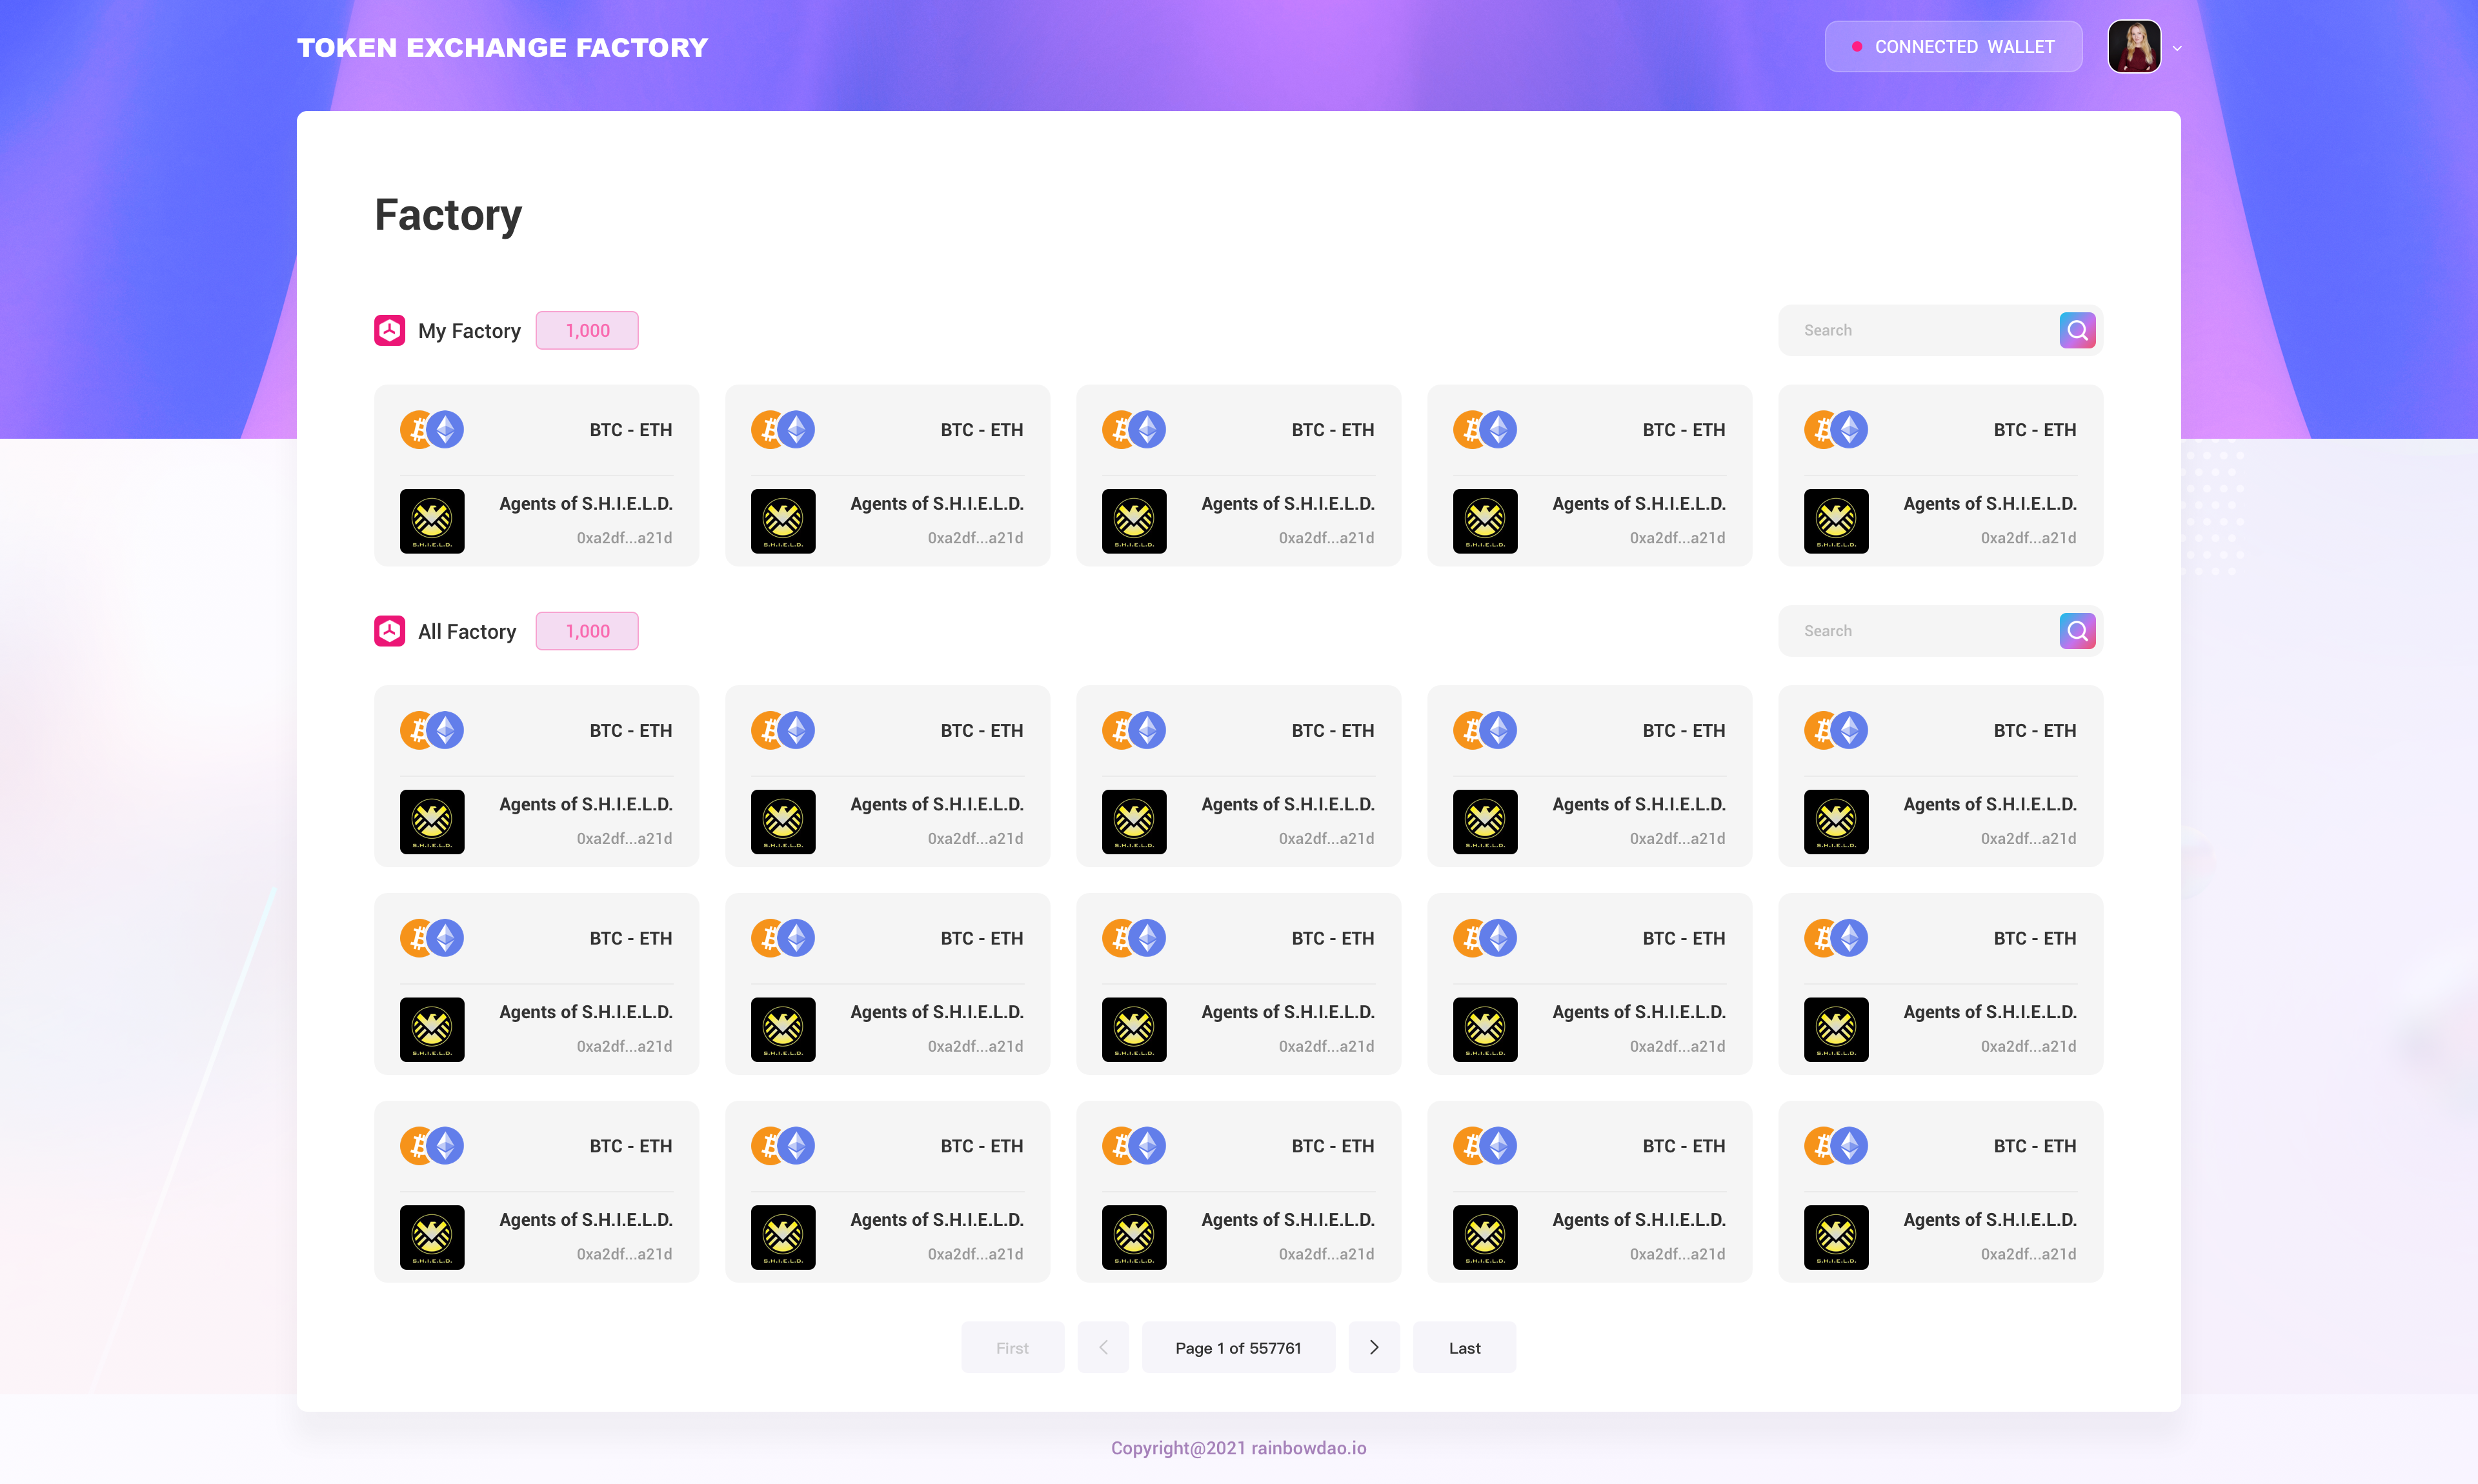 TOKEN EXCHANGE FACTORY
CONNECTED WALLET
Factory
My Factory 1,000
Search
BTC - ETH BTC - ETH BTC - ETH BTC - ETH BTC - ETH
Agents of S.H.I.E.L.D. Agents of S.H.I.E.L.D. Agents of S.H.I.E.L.D. Agents of S.H.I.E.L.D. Agents of S.H.I.E.L.D.
0xa2df...a21d 0xa2df...a21d 0xa2df...a21d 0xa2df...a21d 0xa2df...a21d
S.H.I.E.L.D. S.H.I.E.L.D. S.H.I.E.L.D. S.H.I.E.L.D. S.H.I.E.L.D.
All Factory 1,000
Search
BTC - ETH BTC - ETH BTC - ETH BTC - ETH BTC - ETH
Agents of S.H.I.E.L.D. Agents of S.H.I.E.L.D. Agents of S.H.I.E.L.D. Agents of S.H.I.E.L.D. Agents of S.H.I.E.L.D.
0xa2df...a21d 0xa2df...a21d 0xa2df...a21d 0xa2df...a21d 0xa2df...a21d
S.H.I.E.L.D. S.H.I.E.L.D. S.H.I.E.L.D. S.H.I.E.L.D. S.H.I.E.L.D.
BTC - ETH BTC - ETH BTC - ETH BTC - ETH BTC - ETH
Agents of S.H.I.E.L.D. Agents of S.H.I.E.L.D. Agents of S.H.I.E.L.D. Agents of S.H.I.E.L.D. Agents of S.H.I.E.L.D.
0xa2df...a21d 0xa2df...a21d 0xa2df...a21d 0xa2df...a21d 0xa2df...a21d
S.H.I.E.L.D. S.H.I.E.L.D. S.H.I.E.L.D. S.H.I.E.L.D. S.H.I.E.L.D.
BTC - ETH BTC - ETH BTC - ETH BTC - ETH BTC - ETH
Agents of S.H.I.E.L.D. Agents of S.H.I.E.L.D. Agents of S.H.I.E.L.D. Agents of S.H.I.E.L.D. Agents of S.H.I.E.L.D.
0xa2df...a21d 0xa2df...a21d 0xa2df...a21d 0xa2df...a21d 0xa2df...a21d
S.H.I.E.L.D. S.H.I.E.L.D. S.H.I.E.L.D. S.H.I.E.L.D. S.H.I.E.L.D.
First Page 1 of 557761 Last
Copyright@2021 rainbowdao.io